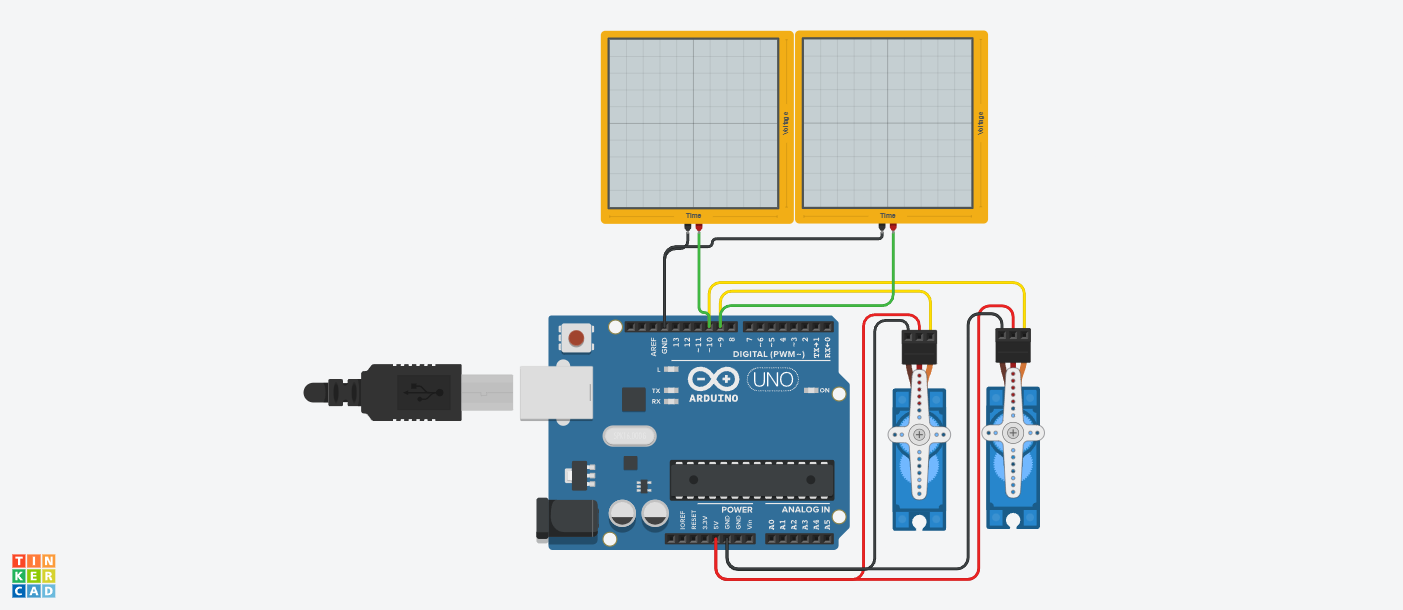 Voltage
Voltage
Time
Time
AREF
GND
13
12
~11
~10
~9
8
7
~6
~5
4
~3
2
TX→1
RX←0
DIGITAL (PWM~)
L
TX
RX
ARDUINO
UNO
ON
POWER
ANALOG IN
IOREF
RESET
3.3V
5V
GND
GND
Vin
A0
A1
A2
A3
A4
A5
TIN
KER
CAD